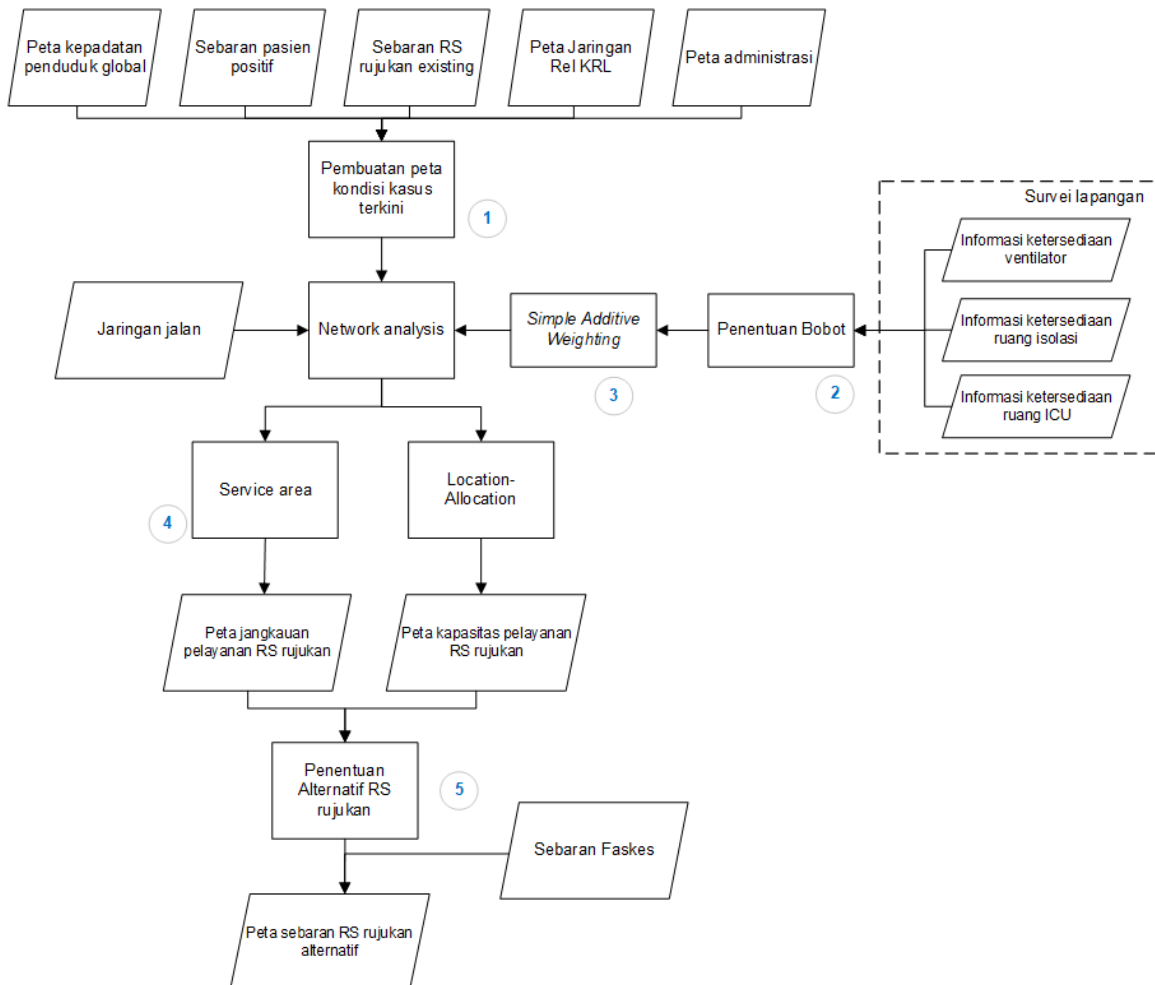 Peta kepadatan
penduduk global
Sebaran pasien
positif
Sebaran RS
rujukan existing
Peta Jaringan
Rel KRL
Peta administrasi
Pembuatan peta
kondisi kasus
terkini
1
Survei lapangan
Informasi ketersediaan
ventilator
Jaringan jalan
Network analysis
Simple Additive
Weighting
Penentuan Bobot
Informasi ketersediaan
ruang isolasi
3
2
Informasi ketersediaan
ruang ICU
Service area
Location-
Allocation
4
Peta jangkauan
pelayanan RS rujukan
Peta kapasitas pelayanan
RS rujukan
Penentuan
Alternatif RS
rujukan
5
Sebaran Faskes
Peta sebaran RS rujukan
alternatif